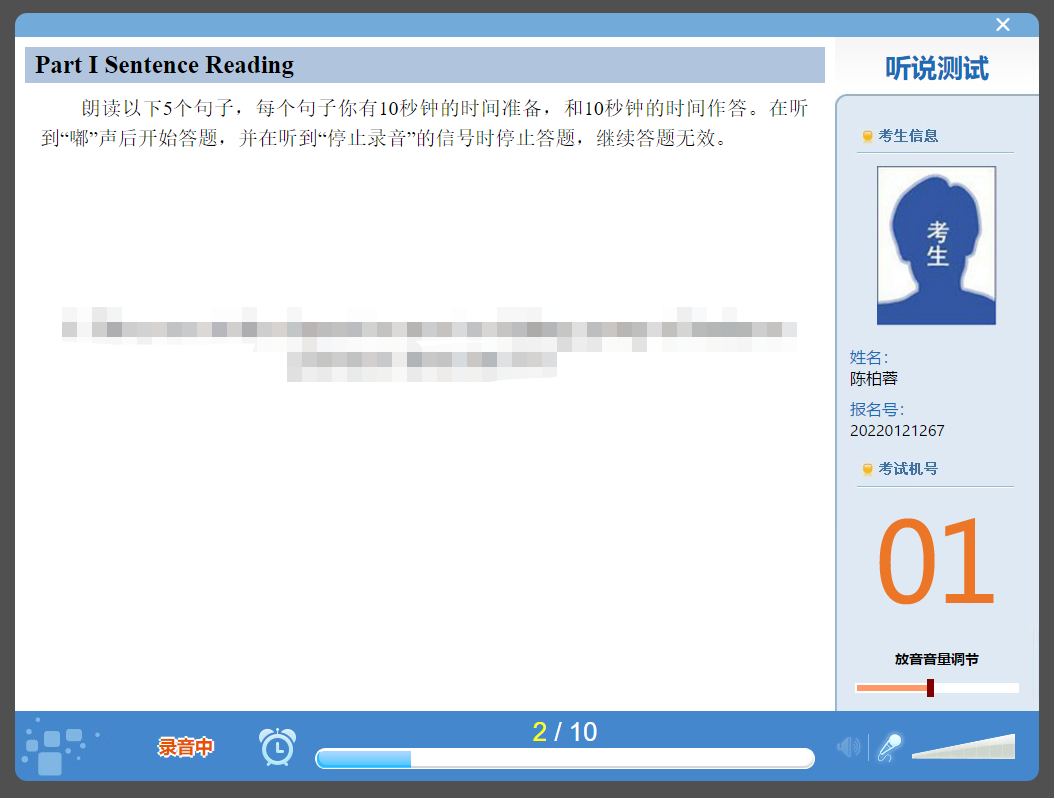 Part I Sentence Reading
听说测试
朗读以下5个句子，每个句子你有10秒钟的时间准备，和10秒钟的时间作答。在听
到“嘟”声后开始答题，并在听到“停止录音”的信号时停止答题，继续答题无效。
考生信息
考
生
姓名：
陈柏蓉
报名号：
20220121267
考试机号
01
放音音量调节
录音中
2 / 10